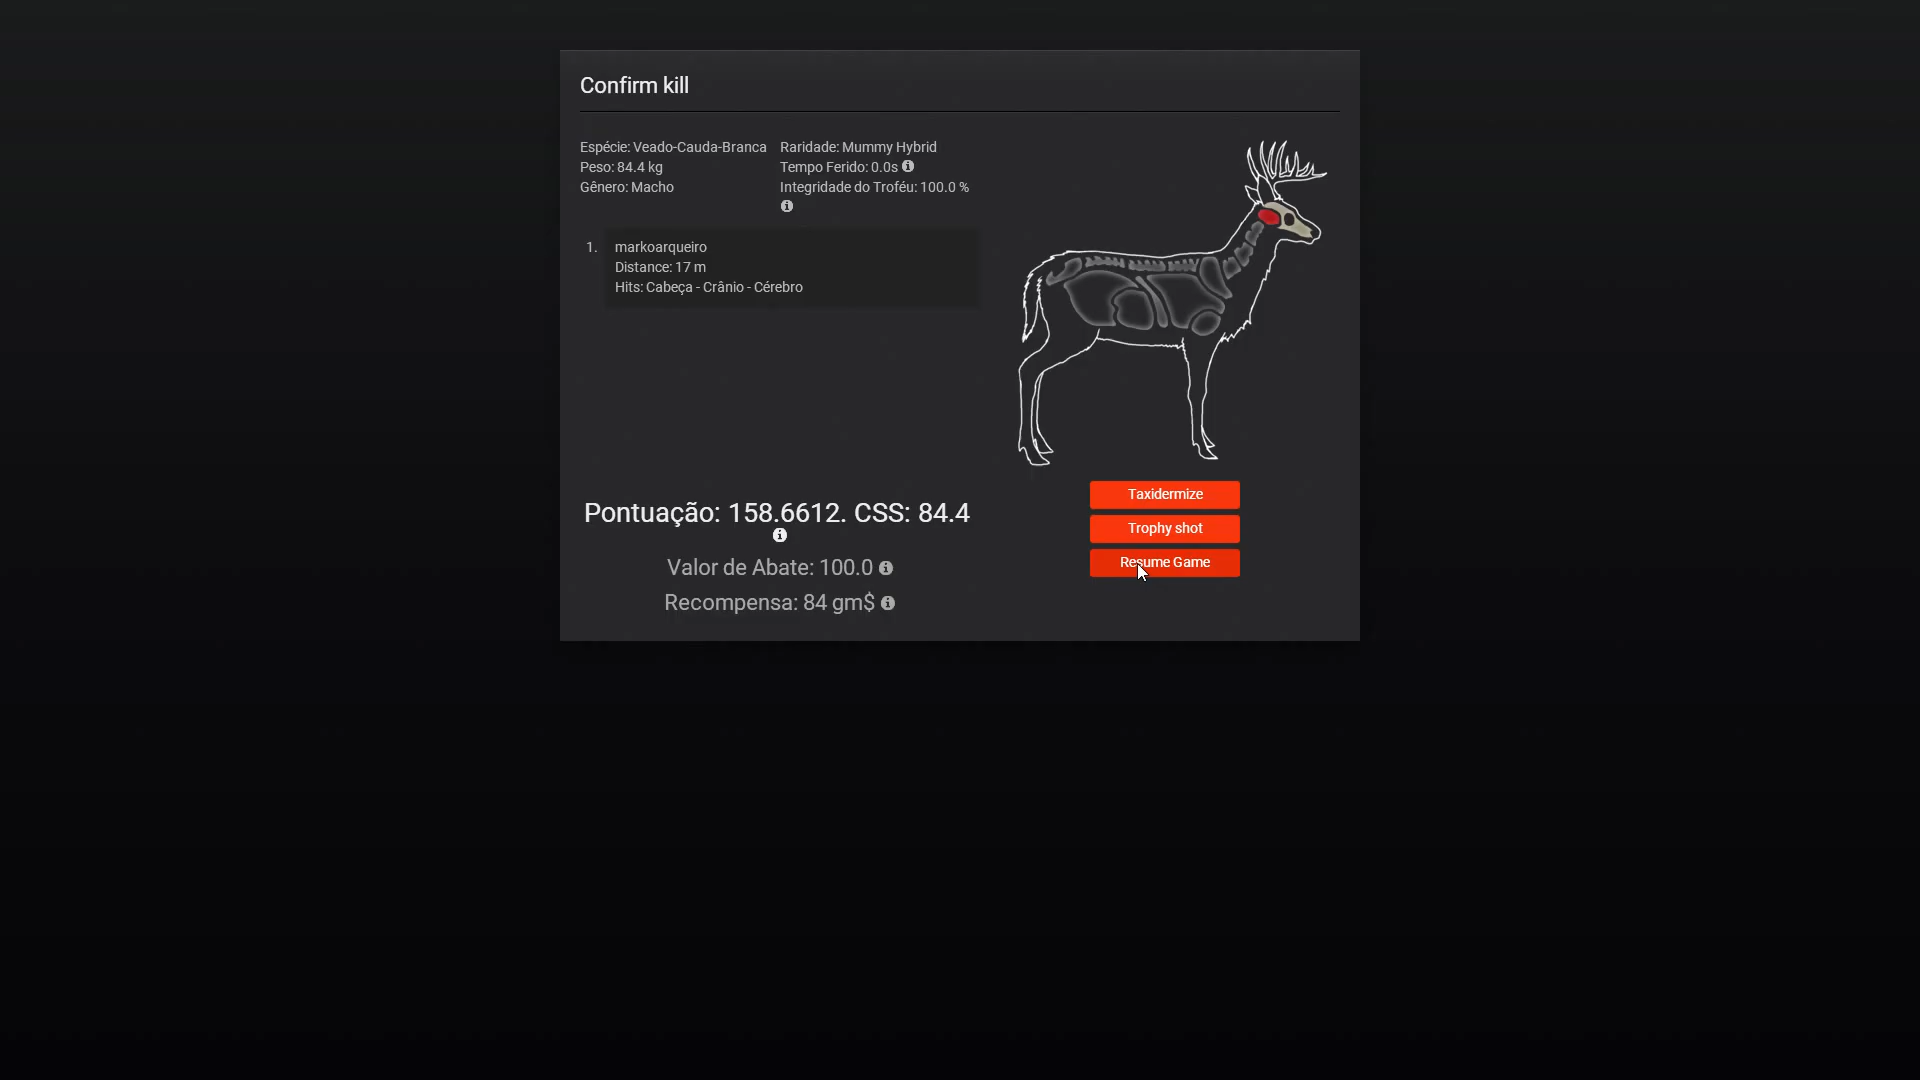 Confirm kill
Espécie: Veado-Cauda-Branca
Peso: 84.4 kg
Gênero: Macho
Raridade: Mummy Hybrid
Tempo Ferido: 0.0s
Integridade do Troféu: 100.0 %
1.
markoarqueiro
Distance: 17 m
Hits: Cabeça - Crânio - Cérebro
Pontuação: 158.6612. CSS: 84.4
Valor de Abate: 100.0
Recompensa: 84 gm$
Taxidermize
Trophy shot
Resume Game